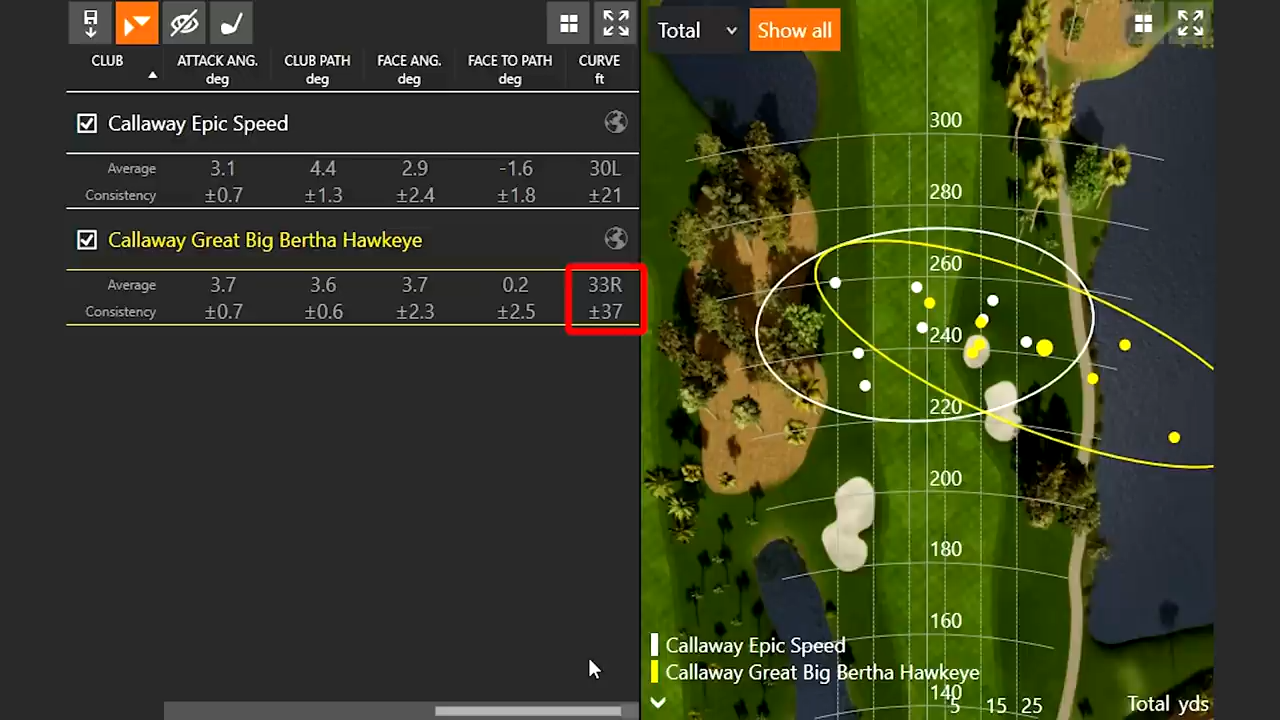 CLUB ATTACK ANG. CLUB PATH FACE ANG. FACE TO PATH CURVE
deg deg deg deg ft
Callaway Epic Speed
Average 3.1 4.4 2.9 -1.6 30L
Consistency ±0.7 ±1.3 ±2.4 ±1.8 ±21
Callaway Great Big Bertha Hawkeye
Average 3.7 3.6 3.7 0.2 33R
Consistency ±0.7 ±0.6 ±2.3 ±2.5 ±37
Total Show all
300
280
260
240
220
200
180
160
Callaway Epic Speed
Callaway Great Big Bertha Hawkeye
140
5 15 25 Total yds